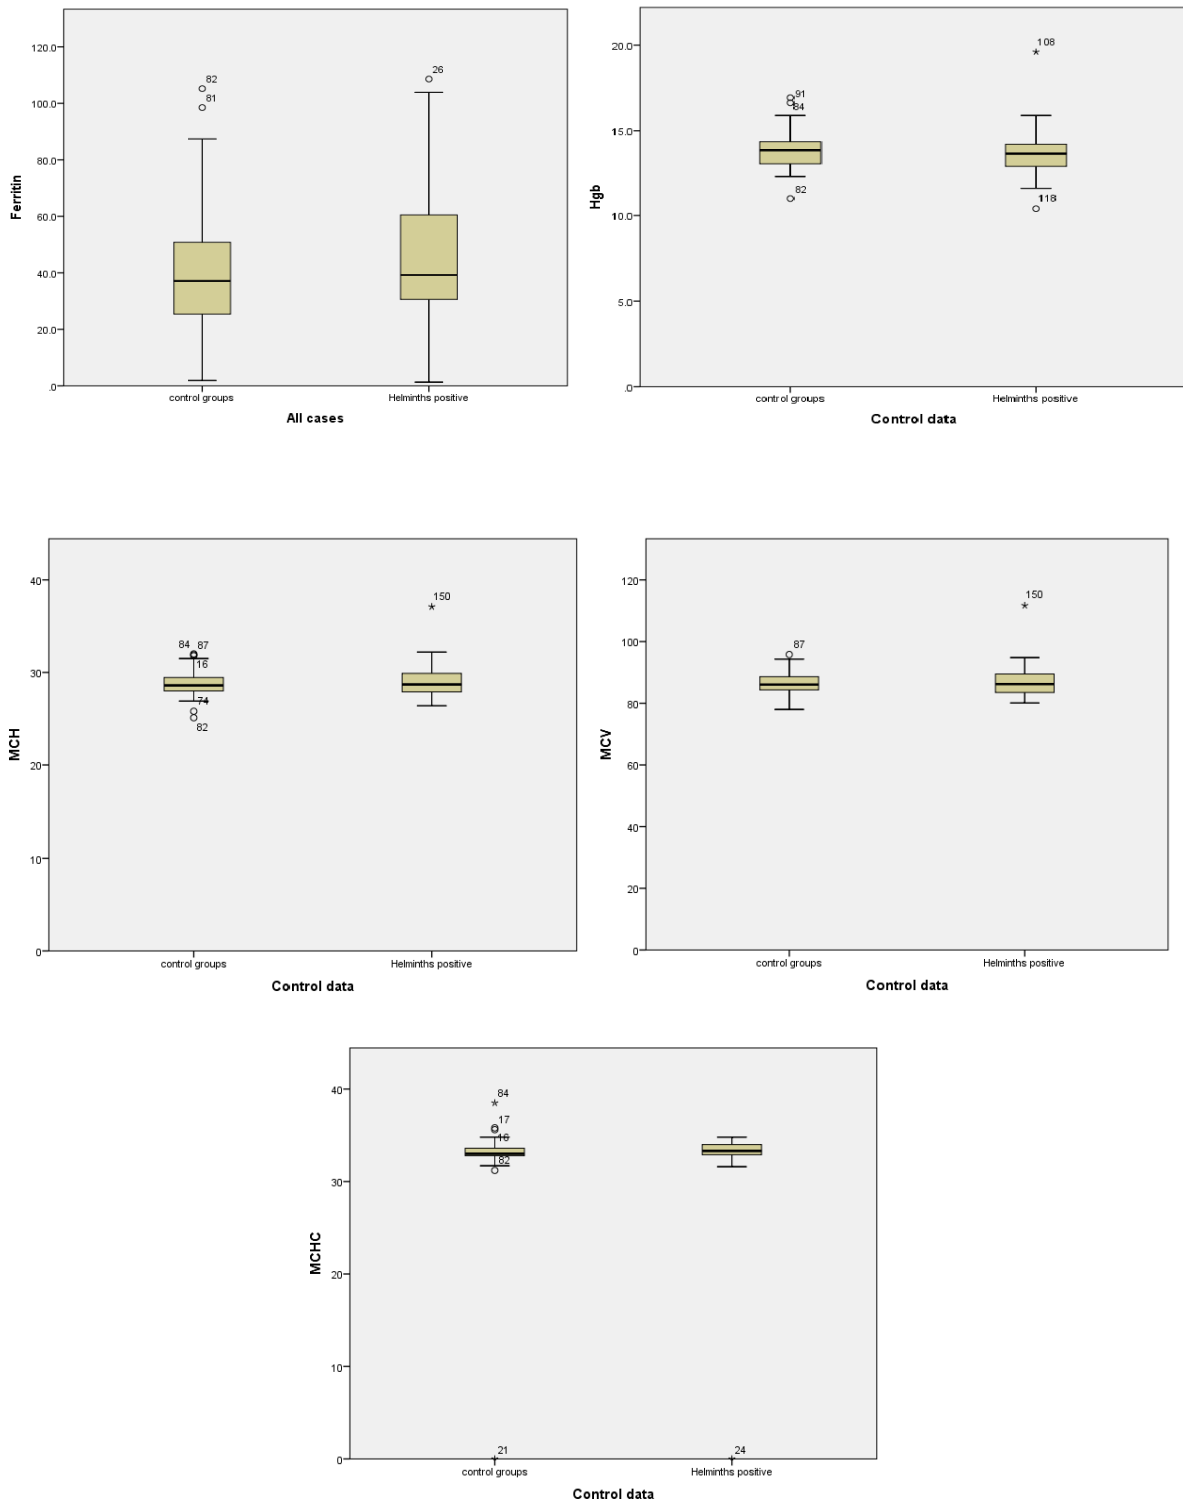 120.0
100.0
80.0
60.0
40.0
20.0
.0
Ferritin
82
81
26
control groups
Helminths positive
All cases
20.0
15.0
10.0
5.0
.0
Hgb
108
91
84
82
118
control groups
Helminths positive
Control data
40
30
20
10
0
MCH
150
84 87
16
74
82
control groups
Helminths positive
Control data
120
100
80
60
40
20
0
MCV
150
87
control groups
Helminths positive
Control data
40
30
20
10
0
MCHC
84
17
16
82
21
24
control groups
Helminths positive
Control data